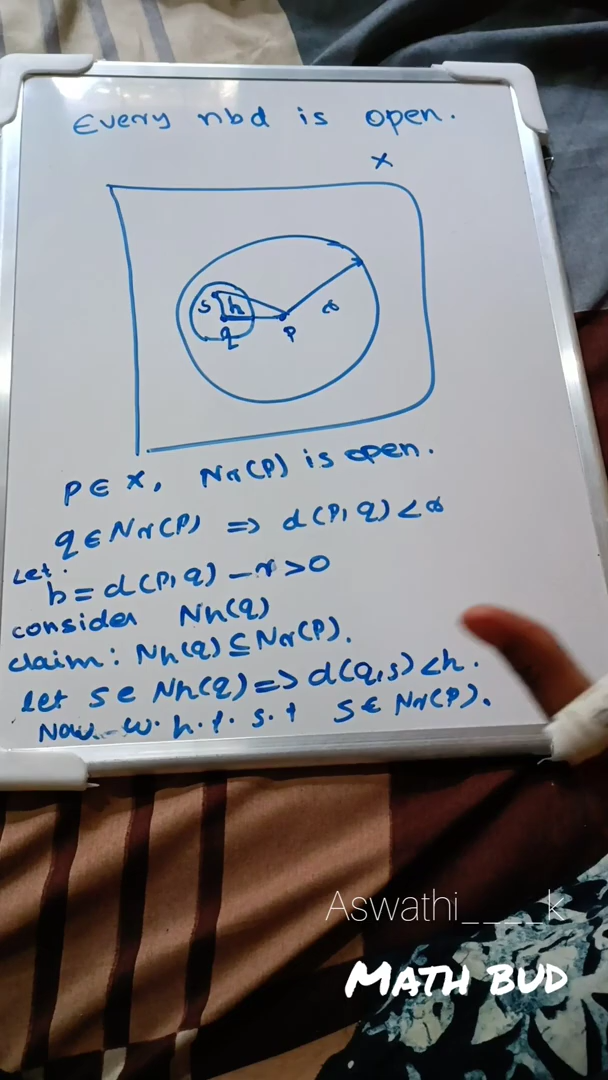 Every nbd is open.
X
S h r
q P
P ∈ X, Nr(P) is open.
q ∈ Nr(P) ⇒ d(P, q) < r
Let
h = d(P, q) - r > 0
consider Nh(q)
claim: Nh(q) ⊆ Nr(P).
let s ∈ Nh(q) ⇒ d(q, s) < h.
Now w.h.t. s.t S ∈ Nr(P).
Aswathi____k
MATH BUD